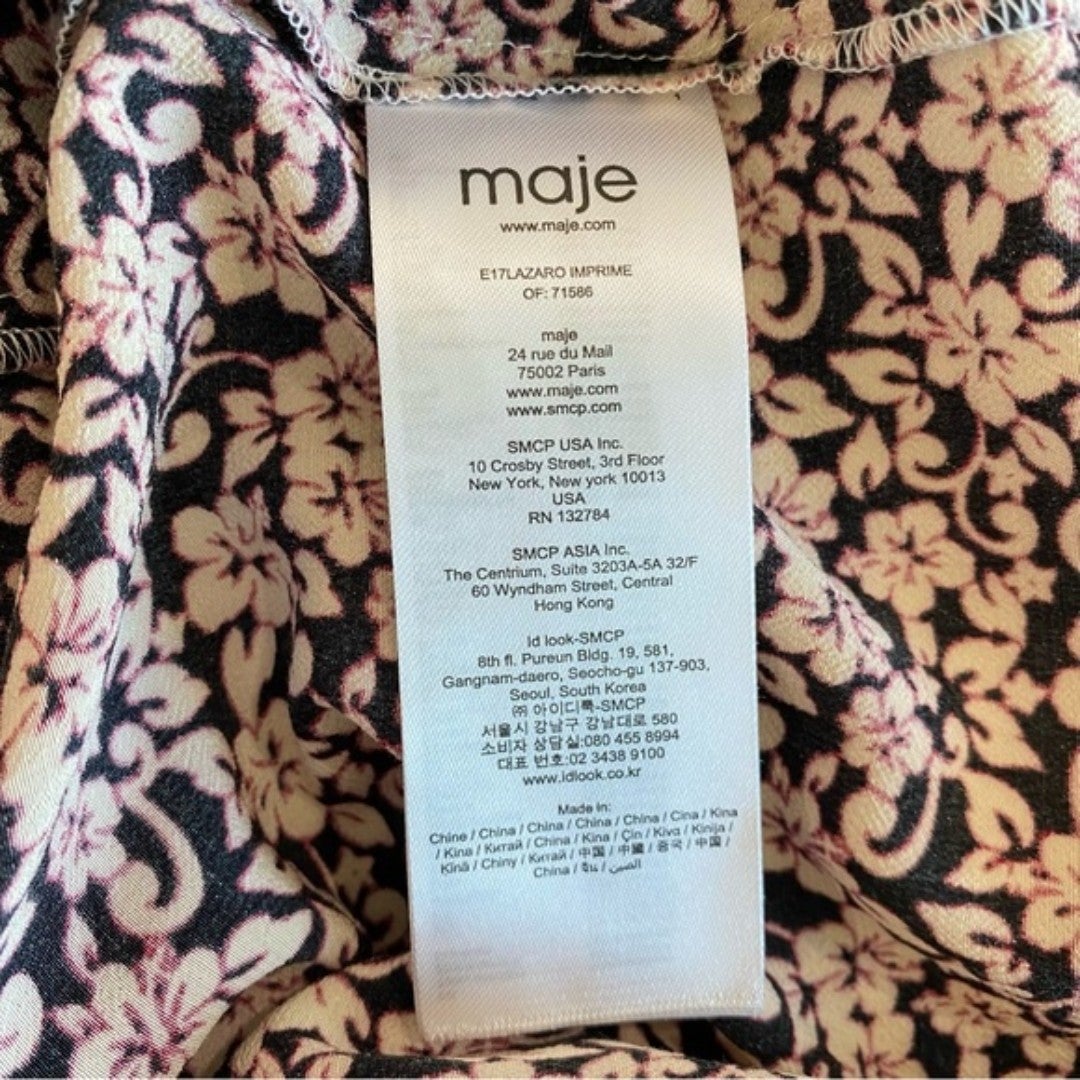 maje
www.maje.com
E17LAZARO IMPRIME
OF: 71586
maje
24 rue du Mail
75002 Paris
www.maje.com
www.smcp.com
SMCP USA Inc.
10 Crosby Street, 3rd Floor
New York, New york 10013
USA
RN 132784
SMCP ASIA Inc.
The Centrium, Suite 3203A-5A 32/F
60 Wyndham Street, Central
Hong Kong
Id look-SMCP
8th fl. Pureun Bldg. 19, 581,
Gangnam-daero, Seocho-gu 137-903,
Seoul, South Korea
㈜ 아이디룩-SMCP
서울시 강남구 강남대로 580
소비자 상담실:080 455 8994
대표 번호:02 3438 9100
www.idlook.co.kr
Made in:
Chine / China / China / China / China / Cina / Kina
/ Kina / Китай / China / Kina / Çin / Κίνα / Kinija /
Kīnā / Chiny / Китай / 中国 / 中國 / 중국 / 中国 /
China / סין / الصين